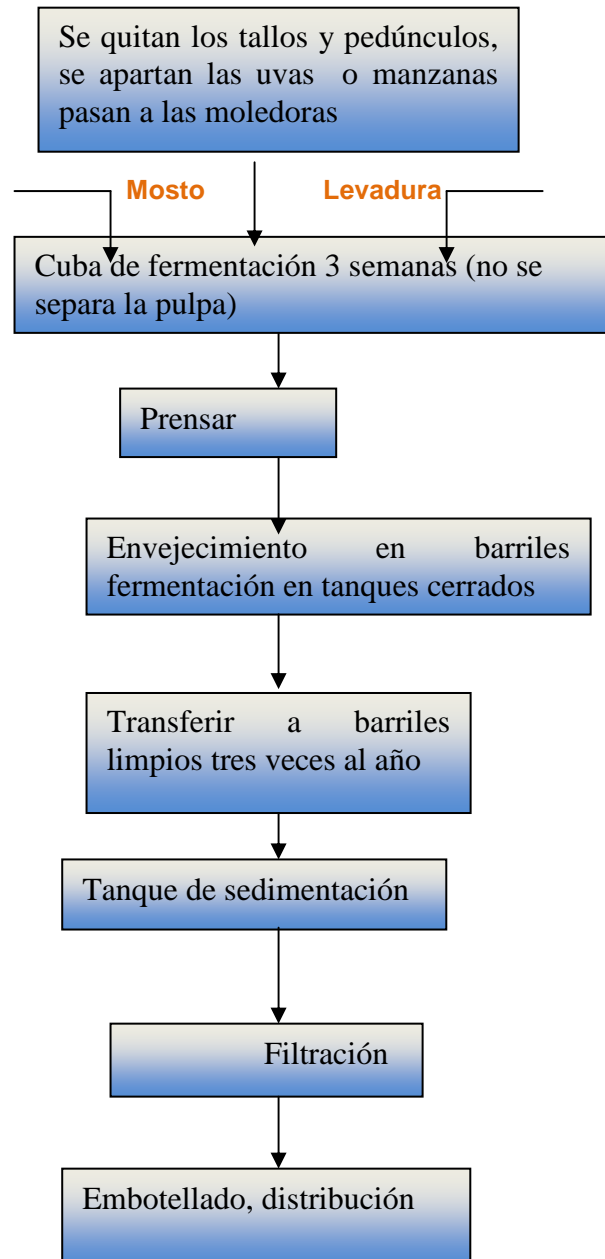 Se quitan los tallos y pedúnculos,
se apartan las uvas o manzanas
pasan a las moledoras
Mosto
Levadura
Cuba de fermentación 3 semanas (no se
separa la pulpa)
Prensar
Envejecimiento en barriles
fermentación en tanques cerrados
Transferir a barriles
limpios tres veces al año
Tanque de sedimentación
Filtración
Embotellado, distribución